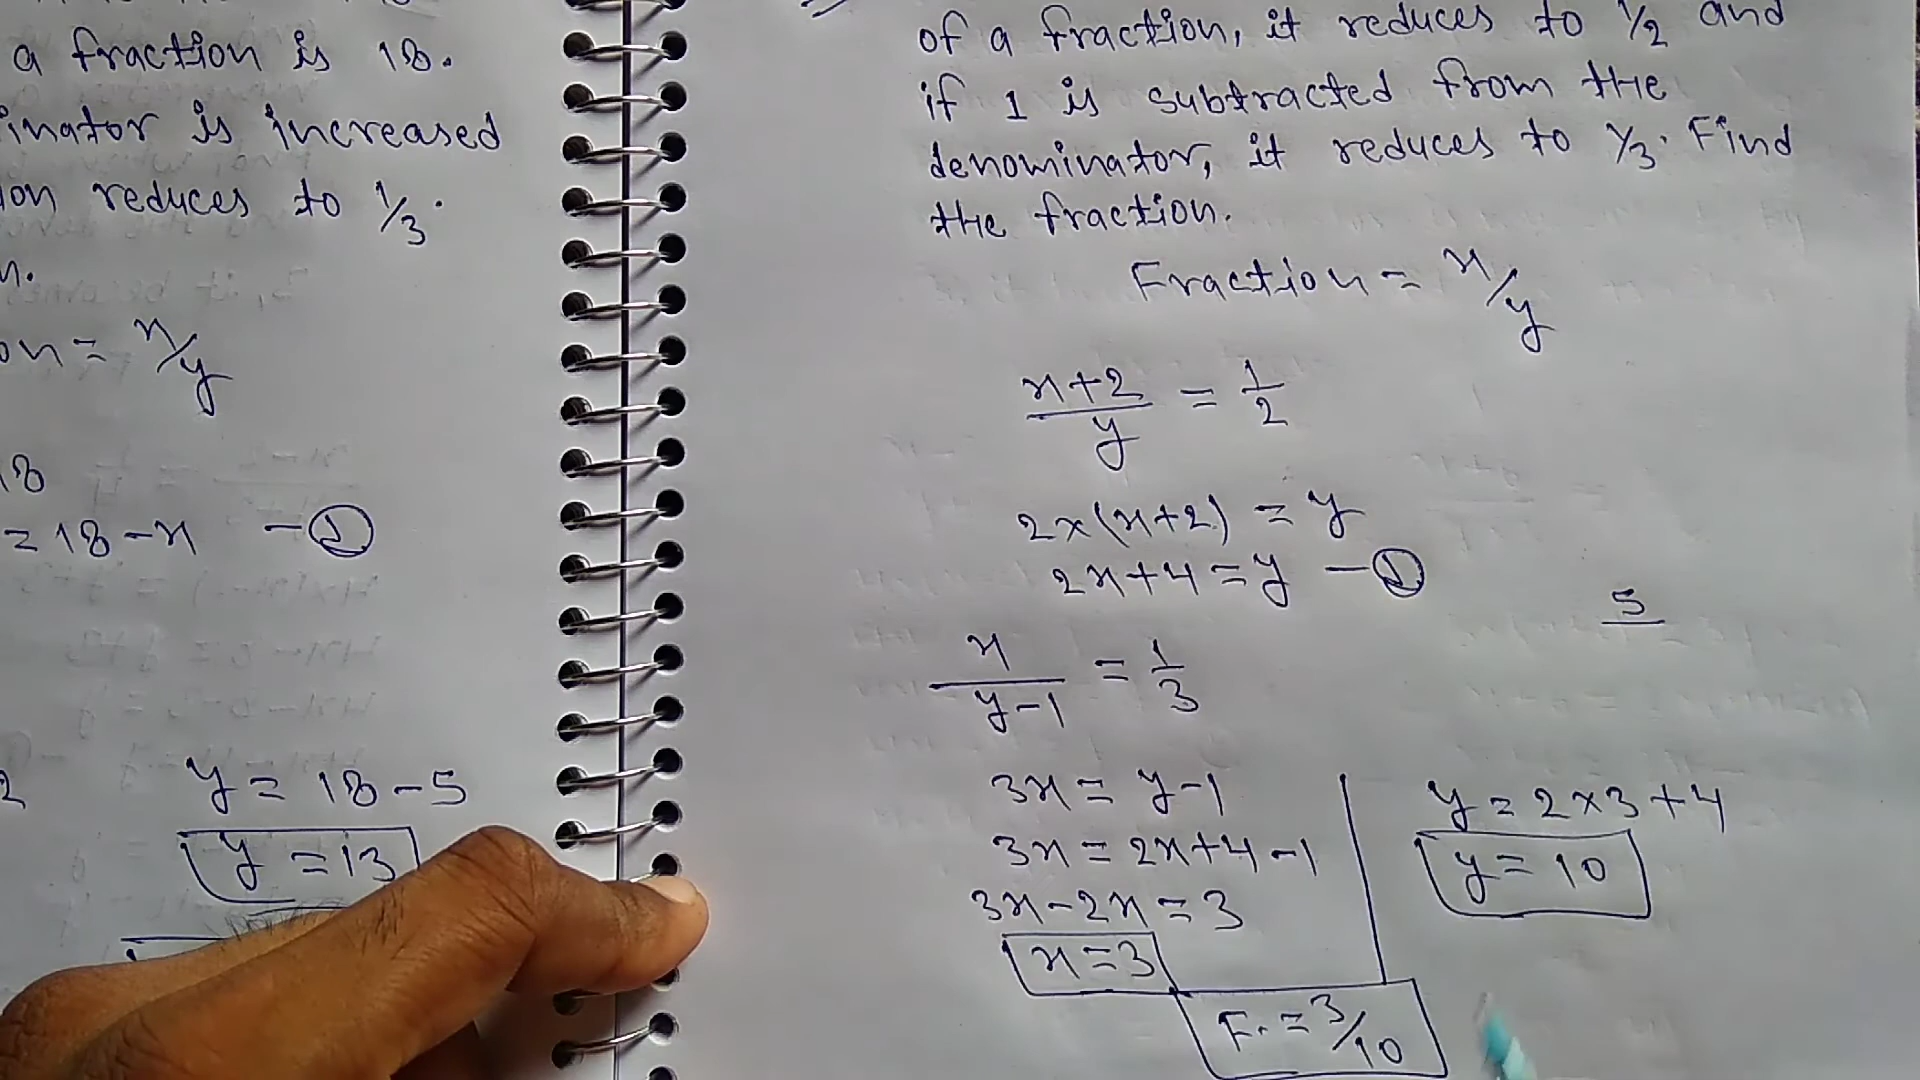 a fraction is 18.
inator is increased
ion reduces to 1/3.
n.
on = x/y
18
= 18 - x - ①
2
y = 18 - 5
y = 13
of a fraction, it reduces to 1/2 and
if 1 is subtracted from the
denominator, it reduces to 1/3. Find
the fraction.
Fraction = x/y
x+2/y = 1/2
2×(x+2) = y
2x+4 = y - ①
5
x/y-1 = 1/3
3x = y-1
3x = 2x+4-1
3x-2x = 3
x = 3
y = 2×3+4
y = 10
F. = 3/10